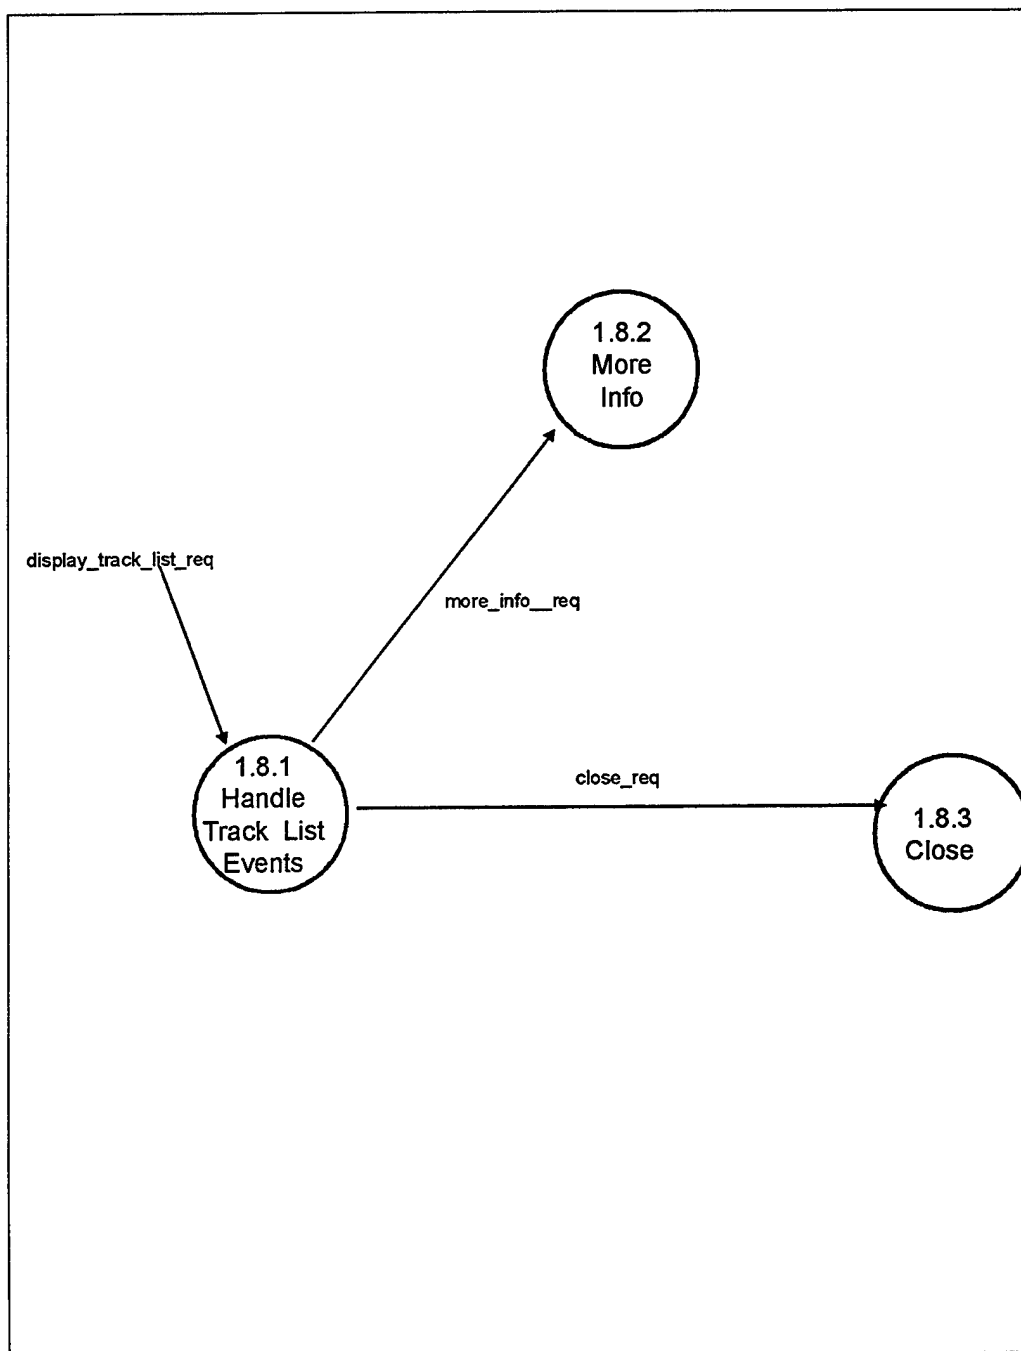 1.8.2
More
Info
display_track_list_req
more_info__req
1.8.1
Handle
Track List
Events
close_req
1.8.3
Close